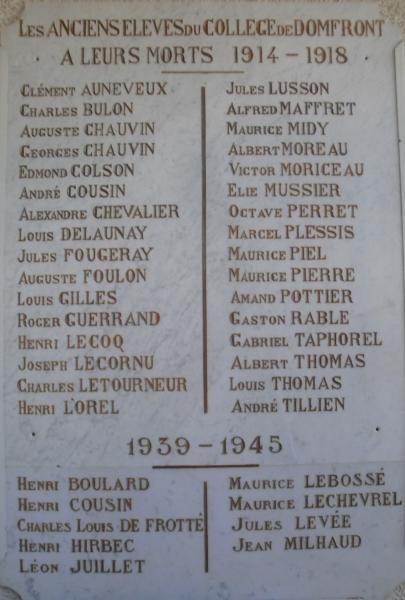 LES ANCIENS ELEVES DU COLLEGE DE DOMFRONT
A LEURS MORTS 1914 - 1918
CLÉMENT AUNEVEUX
CHARLES BULON
AUGUSTE CHAUVIN
GEORGES CHAUVIN
EDMOND COLSON
ANDRÉ COUSIN
ALEXANDRE CHEVALIER
LOUIS DELAUNAY
JULES FOUGERAY
AUGUSTE FOULON
LOUIS GILLES
ROGER GUERRAND
HENRI LECOQ
JOSEPH LECORNU
CHARLES LETOURNEUR
HENRI L'OREL
JULES LUSSON
ALFRED MAFFRET
MAURICE MIDY
ALBERT MOREAU
VICTOR MORICEAU
ELIE MUSSIER
OCTAVE PERRET
MARCEL PLESSIS
MAURICE PIEL
MAURICE PIERRE
AMAND POTTIER
GASTON RABLE
GABRIEL TAPHOREL
ALBERT THOMAS
LOUIS THOMAS
ANDRÉ TILLIEN
1939 - 1945
HENRI BOULARD
HENRI COUSIN
CHARLES LOUIS DE FROTTÉ
HENRI HIRBEC
LÉON JUILLET
MAURICE LEBOSSÉ
MAURICE LECHEVREL
JULES LEVÉE
JEAN MILHAUD